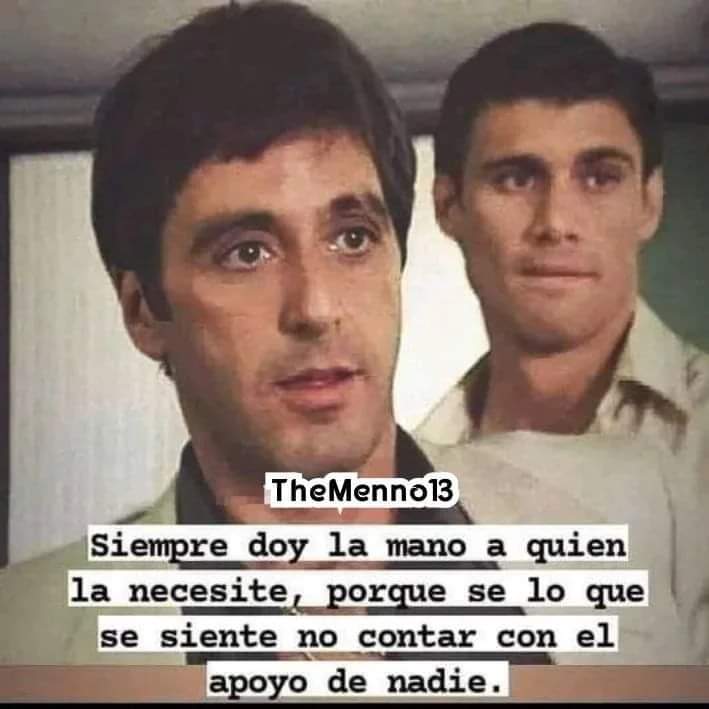 TheMenno13
Siempre doy la mano a quien
la necesite, porque se lo que
se siente no contar con el
apoyo de nadie.